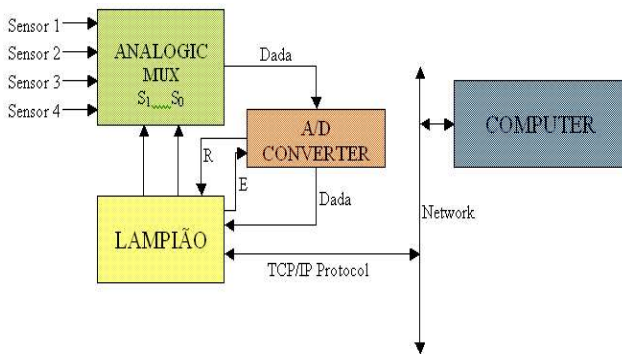 Sensor 1
Sensor 2
Sensor 3
Sensor 4
ANALOGIC
MUX
S₁ S₀
Dada
A/D
CONVERTER
COMPUTER
R
E
Dada
LAMPIÃO
Network
TCP/IP Protocol